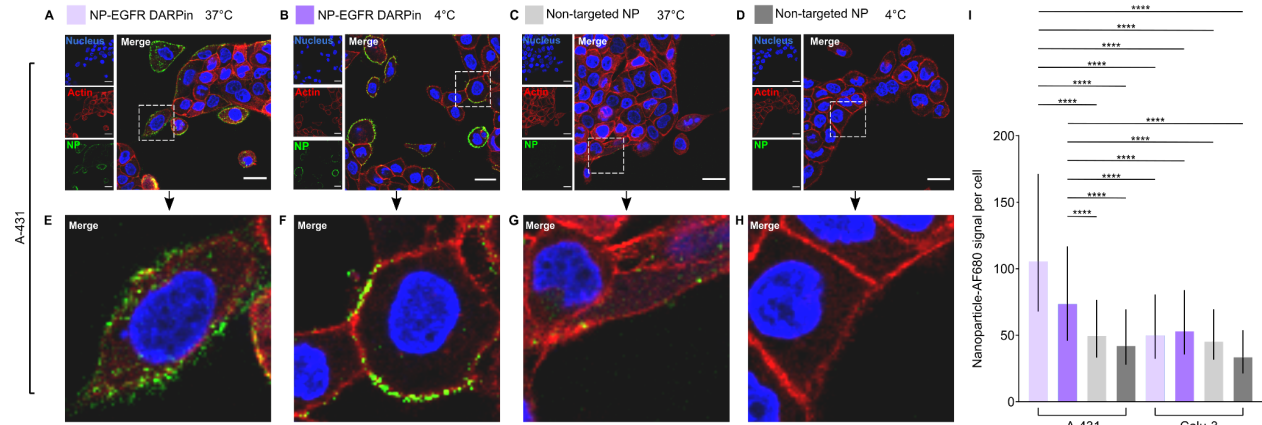 A NP-EGFR DARPin 37°C
B NP-EGFR DARPin 4°C
C Non-targeted NP 37°C
D Non-targeted NP 4°C
I
Nucleus
Merge
Actin
NP
Nucleus
Merge
Actin
NP
Nucleus
Merge
Actin
NP
Nucleus
Merge
Actin
NP
A-431
E
Merge
F
Merge
G
Merge
H
Merge
****
****
****
****
****
****
****
****
****
****
****
****
Nanoparticle-AF680 signal per cell
200
150
100
50
0
A-431